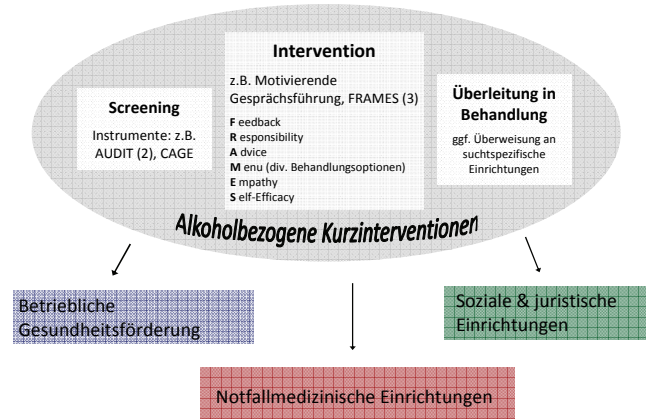 Intervention
z.B. Motivierende
Gesprächsführung, FRAMES (3)
F eedback
R esponsibility
A dvice
M enu (div. Behandlungsoptionen)
E mpathy
S elf-Efficacy
Screening
Instrumente: z.B.
AUDIT (2), CAGE
Überleitung in
Behandlung
ggf. Überweisung an
suchtspezifische
Einrichtungen
Alkoholbezogene Kurzinterventionen
Betriebliche
Gesundheitsförderung
Soziale & juristische
Einrichtungen
Notfallmedizinische Einrichtungen